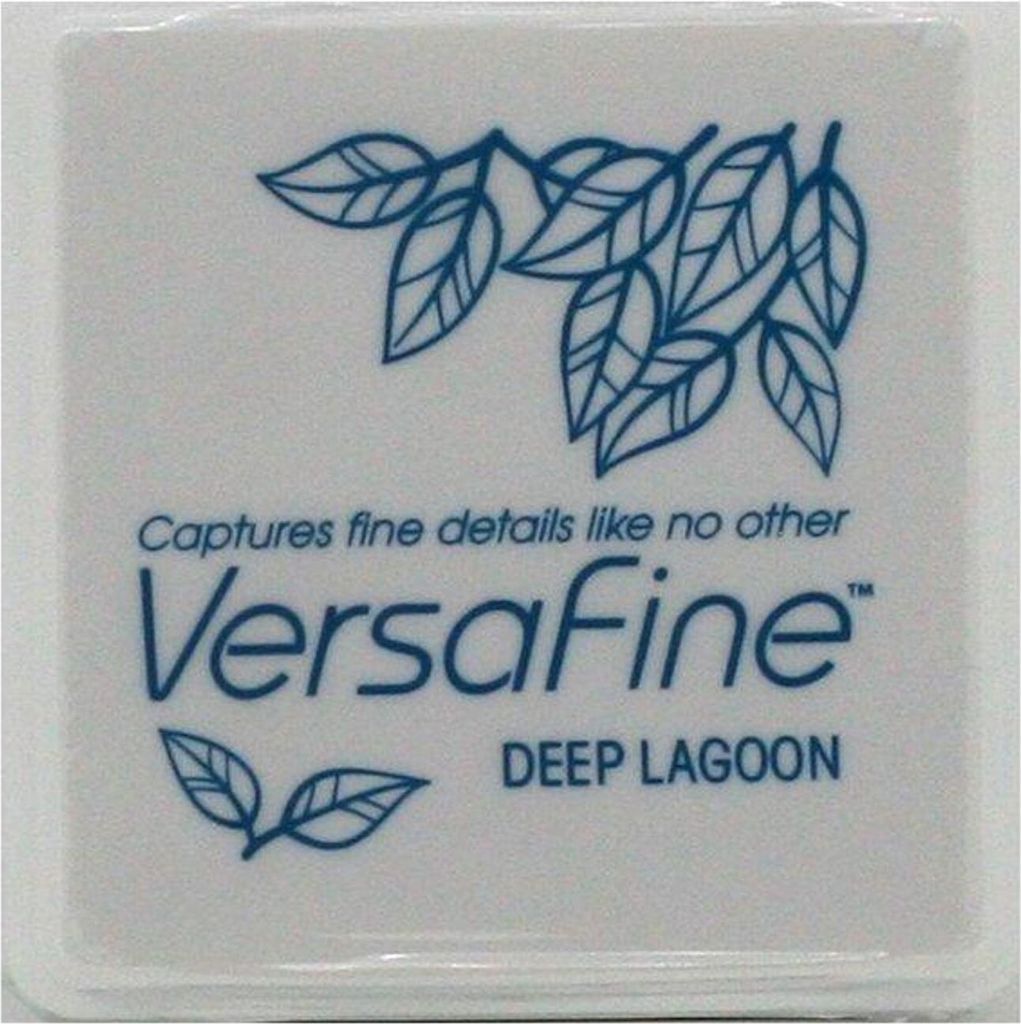 Captures fine details like no other
VersaFine™
DEEP LAGOON